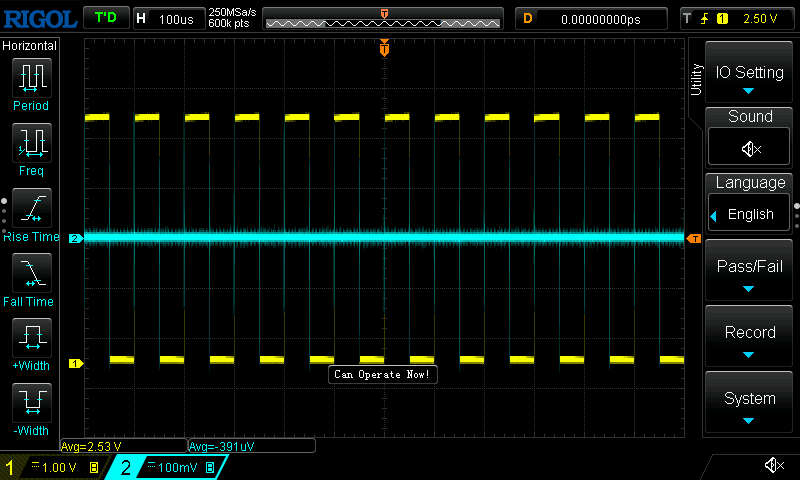 RIGOL T'D H 100us 250MSa/s 600k pts T D 0.00000000ps T 1 2.50 V
Horizontal
Period
Freq
Rise Time
Fall Time
+Width
-Width
T
2
T
1
Can Operate Now!
Utility
IO Setting
Sound
Language
English
Pass/Fail
Record
System
Avg=2.53 V Avg=-391uV
1 1.00 V B 2 100mV B